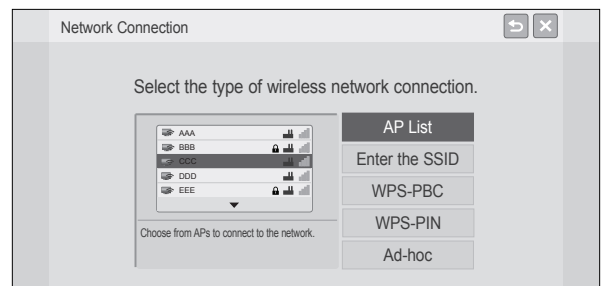 Network Connection
Select the type of wireless network connection.
AAA
BBB
CCC
DDD
EEE
Choose from APs to connect to the network.
AP List
Enter the SSID
WPS-PBC
WPS-PIN
Ad-hoc